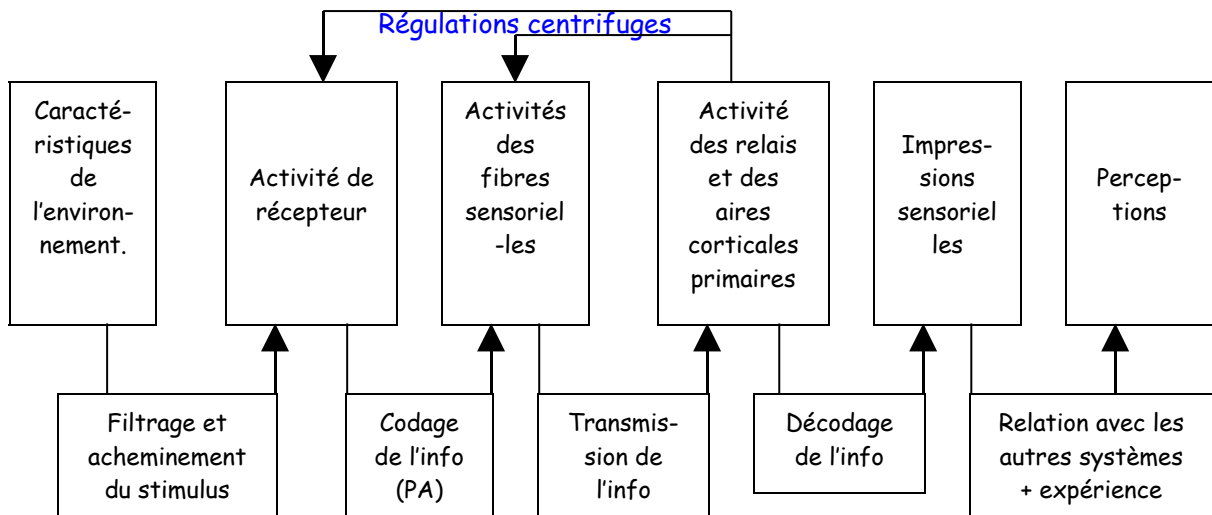 Régulations centrifuges
Caracté-
ristiques
de
l'environ-
nement.
Activité de
récepteur
Activités
des
fibres
sensoriel
-les
Activité
des relais
et des
aires
corticales
primaires
Impres-
sions
sensoriel
les
Percep-
tions
Filtrage et
acheminement
du stimulus
Codage
de l'info
(PA)
Transmis-
sion de
l'info
Décodage
de l'info
Relation avec les
autres systèmes
+ expérience